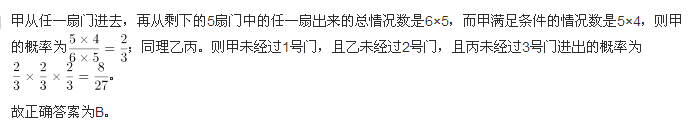 甲从任一扇门进去，再从剩下的5扇门中的任一扇出来的总情况数是6×5，而甲满足条件的情况数是5×4，则甲
的概率为\frac{5×4}{6×5}=\frac{2}{3}；同理乙丙。则甲未经过1号门，且乙未经过2号门，且丙未经过3号门进出的概率为
\frac{2}{3}×\frac{2}{3}×\frac{2}{3}=\frac{8}{27}。
故正确答案为B。